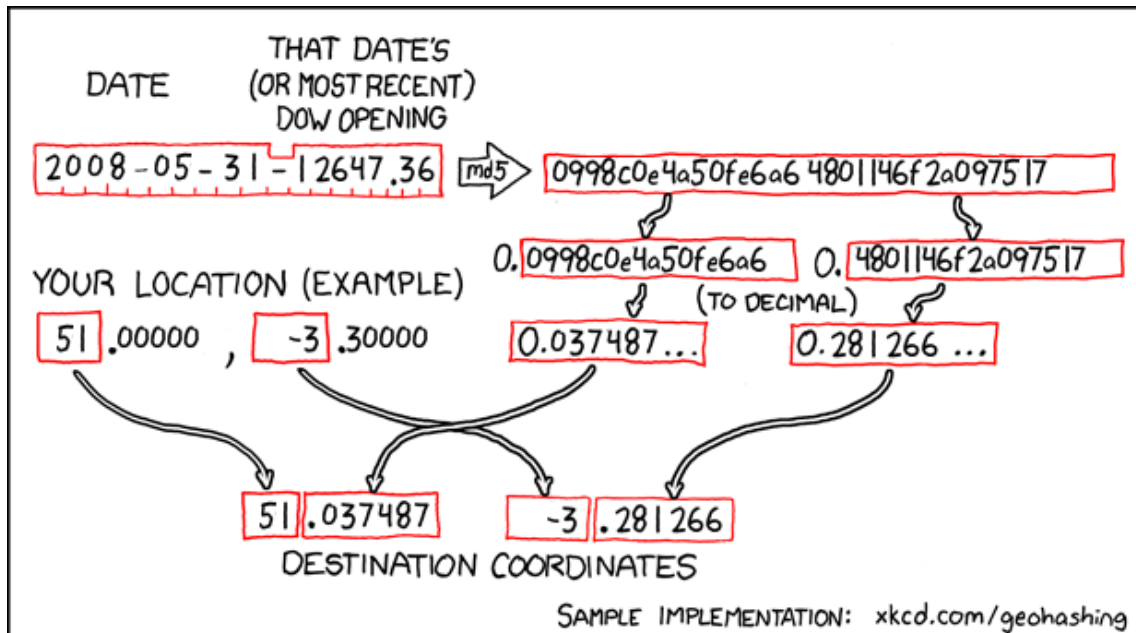 THAT DATE'S
DATE (OR MOST RECENT)
DOW OPENING
2008-05-31-12647.36 md5 0998c0e4a50fe6a6 4801146f2a097517
0.0998c0e4a50fe6a6 0.4801146f2a097517
YOUR LOCATION (EXAMPLE) (TO DECIMAL)
51.00000, -3.30000 0.037487... 0.281266...
51.037487 -3.281266
DESTINATION COORDINATES
SAMPLE IMPLEMENTATION: xkcd.com/geohashing